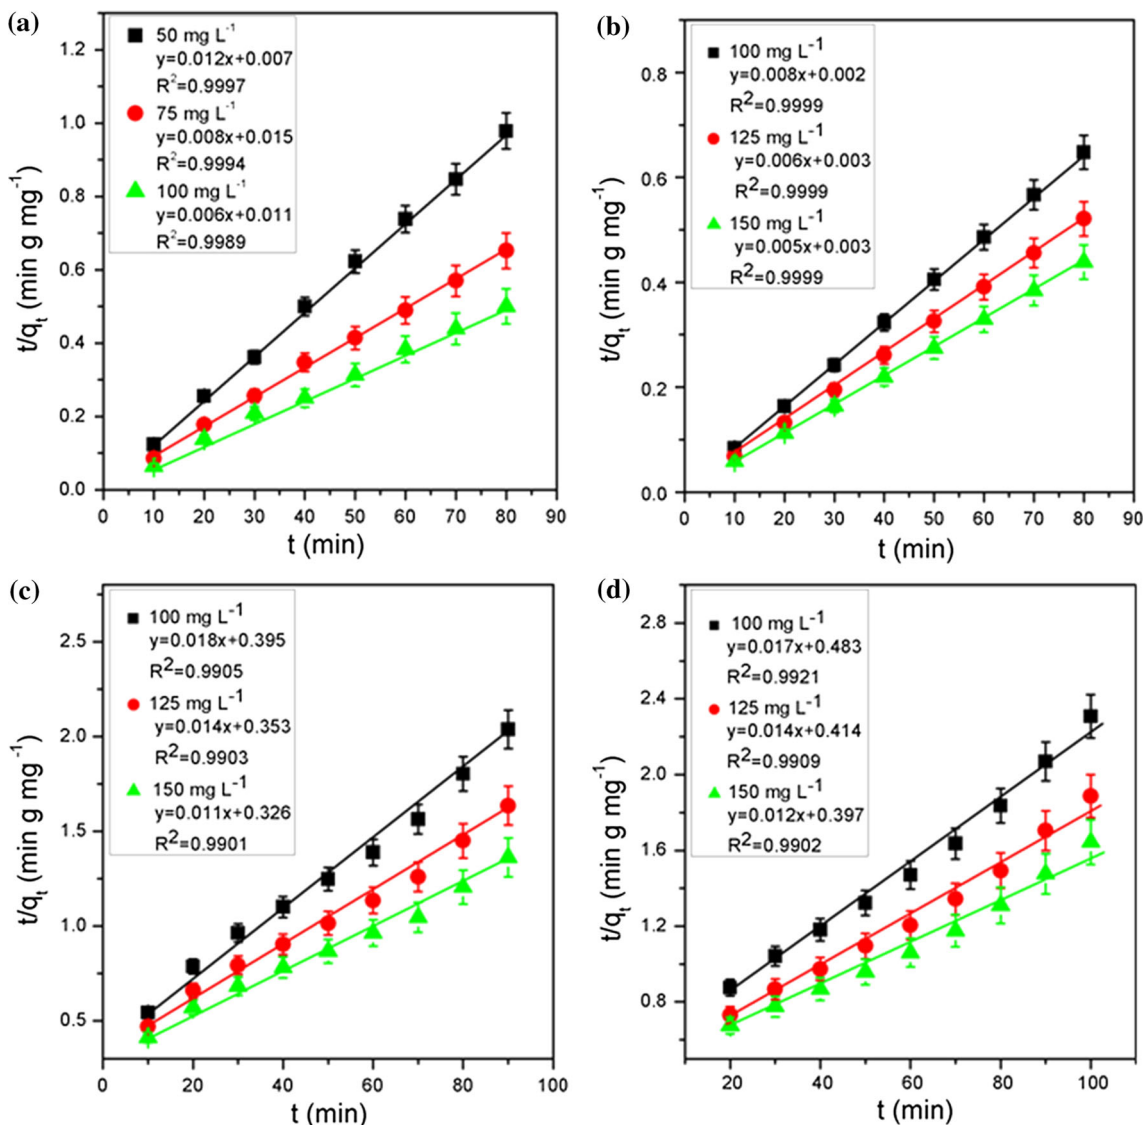 (a)
50 mg L⁻¹
y=0.012x+0.007
R²=0.9997
75 mg L⁻¹
y=0.008x+0.015
R²=0.9994
100 mg L⁻¹
y=0.006x+0.011
R²=0.9989
t/qₜ (min g mg⁻¹)
1.2
1.0
0.8
0.6
0.4
0.2
0.0
0 10 20 30 40 50 60 70 80 90
t (min)
(b)
100 mg L⁻¹
y=0.008x+0.002
R²=0.9999
125 mg L⁻¹
y=0.006x+0.003
R²=0.9999
150 mg L⁻¹
y=0.005x+0.003
R²=0.9999
t/qₜ (min g mg⁻¹)
0.8
0.6
0.4
0.2
0.0
0 10 20 30 40 50 60 70 80 90
t (min)
(c)
100 mg L⁻¹
y=0.018x+0.395
R²=0.9905
125 mg L⁻¹
y=0.014x+0.353
R²=0.9903
150 mg L⁻¹
y=0.011x+0.326
R²=0.9901
t/qₜ (min g mg⁻¹)
2.5
2.0
1.5
1.0
0.5
0 10 20 30 40 50 60 70 80 90 100
t (min)
(d)
100 mg L⁻¹
y=0.017x+0.483
R²=0.9921
125 mg L⁻¹
y=0.014x+0.414
R²=0.9909
150 mg L⁻¹
y=0.012x+0.397
R²=0.9902
t/qₜ (min g mg⁻¹)
2.8
2.4
2.0
1.6
1.2
0.8
20 40 60 80 100
t (min)